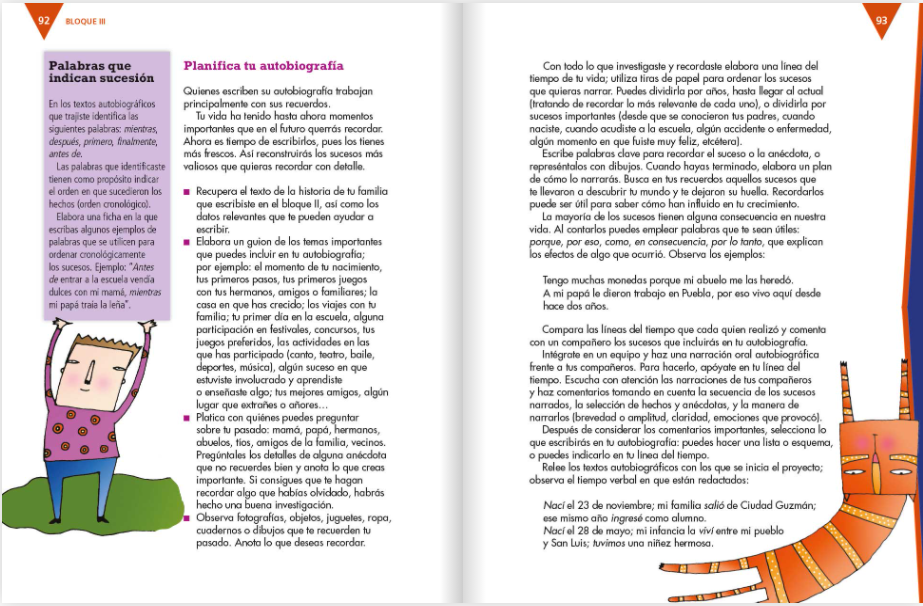 92
BLOQUE III
Palabras que
indican sucesión
En los textos autobiográficos
que trajiste identifica las
siguientes palabras: mientras,
después, primero, finalmente,
antes de.
Las palabras que identificaste
tienen como propósito indicar
el orden en que sucedieron los
hechos (orden cronológico).
Elabora una ficha en la que
escribas algunos ejemplos de
palabras que se utilicen para
ordenar cronológicamente
los sucesos. Ejemplo: "Antes
de entrar a la escuela vendía
dulces con mi mamá, mientras
mi papá traía la leña".
Planifica tu autobiografía
Quienes escriben su autobiografía trabajan
principalmente con sus recuerdos.
Tu vida ha tenido hasta ahora momentos
importantes que en el futuro querrás recordar.
Ahora es tiempo de escribirlos, pues los tienes
más frescos. Así reconstruirás los sucesos más
valiosos que quieras recordar con detalle.
Recupera el texto de la historia de tu familia
que escribiste en el bloque II, así como los
datos relevantes que te pueden ayudar a
escribir.
Elabora un guion de los temas importantes
que puedes incluir en tu autobiografía;
por ejemplo: el momento de tu nacimiento,
tus primeros pasos, tus primeros juegos
con tus hermanos, amigos o familiares; la
casa en que has crecido; los viajes con tu
familia; tu primer día en la escuela, alguna
participación en festivales, concursos, tus
juegos preferidos, las actividades en las
que has participado (canto, teatro, baile,
deportes, música), algún suceso en que
estuviste involucrado y aprendiste
o enseñaste algo; tus mejores amigos, algún
lugar que extrañes o añores...
Platica con quiénes puedes preguntar
sobre tu pasado: mamá, papá, hermanos,
abuelos, tíos, amigos de la familia, vecinos.
Pregúntales los detalles de alguna anécdota
que no recuerdes bien y anota lo que creas
importante. Si consigues que te hagan
recordar algo que habías olvidado, habrás
hecho una buena investigación.
Observa fotografías, objetos, juguetes, ropa,
cuadernos o dibujos que te recuerden tu
pasado. Anota lo que deseas recordar.
93
Con todo lo que investigaste y recordaste elabora una línea del
tiempo de tu vida; utiliza tiras de papel para ordenar los sucesos
que quieras narrar. Puedes dividirla por años, hasta llegar al actual
(tratando de recordar lo más relevante de cada uno), o dividirla por
sucesos importantes (desde que se conocieron tus padres, cuando
naciste, cuando acudiste a la escuela, algún accidente o enfermedad,
algún momento en que fuiste muy feliz, etcétera).
Escribe palabras clave para recordar el suceso o la anécdota, o
represéntalos con dibujos. Cuando hayas terminado, elabora un plan
de cómo lo narrarás. Busca en tus recuerdos aquellos sucesos que
te llevaron a descubrir tu mundo y te dejaron su huella. Recordarlos
puede ser útil para saber cómo han influido en tu crecimiento.
La mayoría de los sucesos tienen alguna consecuencia en nuestra
vida. Al contarlos puedes emplear palabras que te sean útiles:
porque, por eso, como, en consecuencia, por lo tanto, que explican
los efectos de algo que ocurrió. Observa los ejemplos:
Tengo muchas monedas porque mi abuelo me las heredó.
A mi papá le dieron trabajo en Puebla, por eso vivo aquí desde
hace dos años.
Compara las líneas del tiempo que cada quien realizó y comenta
con un compañero los sucesos que incluirás en tu autobiografía.
Intégrate en un equipo y haz una narración oral autobiográfica
frente a tus compañeros. Para hacerlo, apóyate en tu línea del
tiempo. Escucha con atención las narraciones de tus compañeros
y haz comentarios tomando en cuenta la secuencia de los sucesos
narrados, la selección de hechos y anécdotas, y la manera de
narrarlos (brevedad o amplitud, claridad, emociones que provocó).
Después de considerar los comentarios importantes, selecciona lo
que escribirás en tu autobiografía: puedes hacer una lista o esquema,
o puedes indicarlo en tu línea del tiempo.
Relee los textos autobiográficos con los que se inicia el proyecto;
observa el tiempo verbal en que están redactados:
Nací el 23 de noviembre; mi familia salió de Ciudad Guzmán;
ese mismo año ingresé como alumno.
Nací el 28 de mayo; mi infancia la viví entre mi pueblo
y San Luis; tuvimos una niñez hermosa.